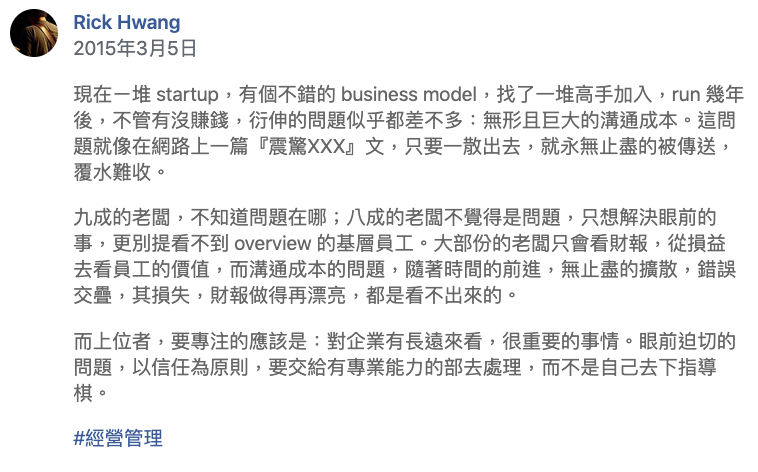 Rick Hwang
2015年3月5日
現在一堆 startup，有個不錯的 business model，找了一堆高手加入，run 幾年
後，不管有沒賺錢，衍伸的問題似乎都差不多：無形且巨大的溝通成本。這問
題就像在網路上一篇『震驚XXX』文，只要一散出去，就永無止盡的被傳送，
覆水難收。
九成的老闆，不知道問題在哪；八成的老闆不覺得是問題，只想解決眼前的
事，更別提看不到 overview 的基層員工。大部份的老闆只會看財報，從損益
去看員工的價值，而溝通成本的問題，隨著時間的前進，無止盡的擴散，錯誤
交疊，其損失，財報做得再漂亮，都是看不出來的。
而上位者，要專注的應該是：對企業有長遠來看，很重要的事情。眼前迫切的
問題，以信任為原則，要交給有專業能力的部去處理，而不是自己去下指導
棋。
#經營管理